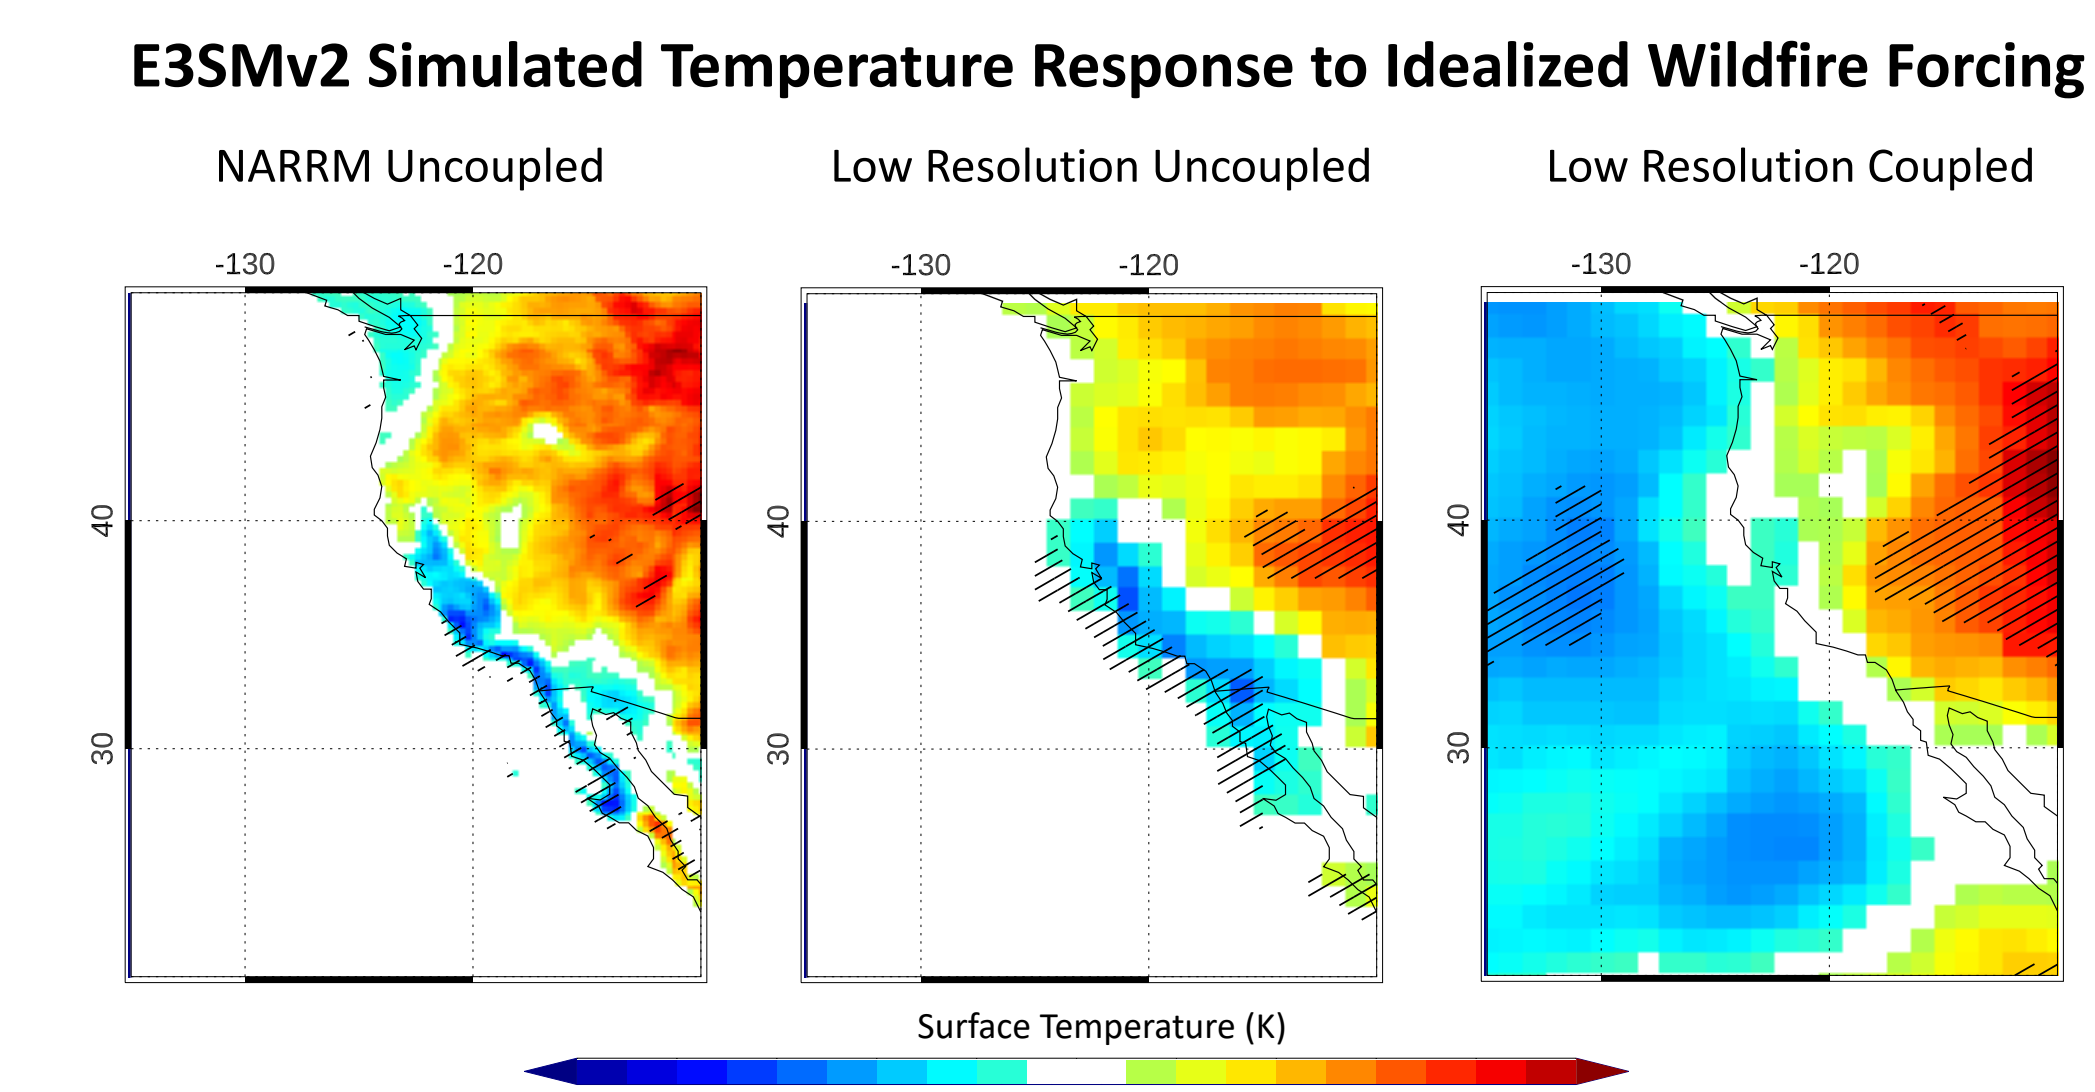 E3SMv2 Simulated Temperature Response to Idealized Wildfire Forcing
NARRM Uncoupled
Low Resolution Uncoupled
Low Resolution Coupled
-130 -120
-130 -120
-130 -120
40
40
40
30
30
30
Surface Temperature (K)